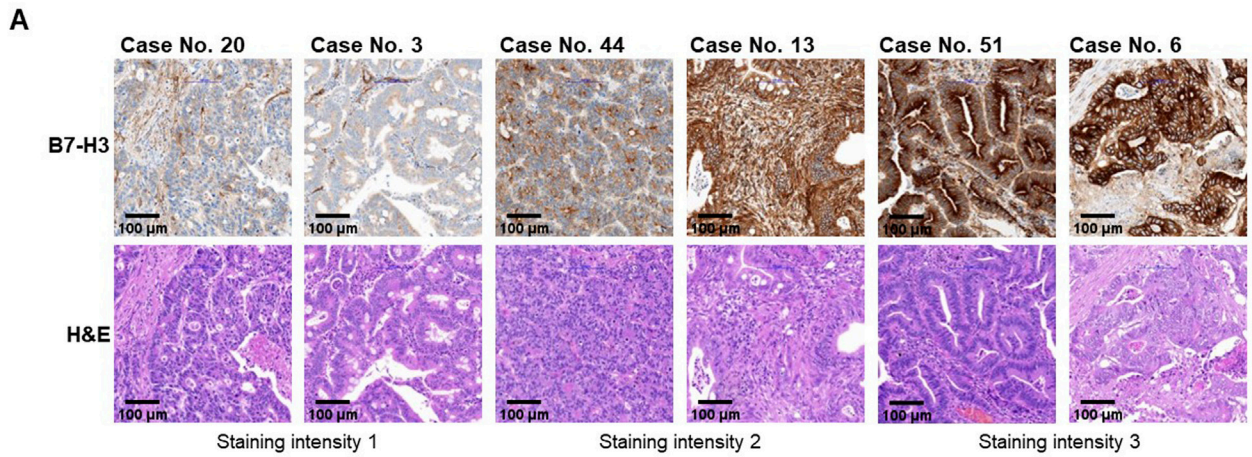 A
Case No. 20 Case No. 3 Case No. 44 Case No. 13 Case No. 51 Case No. 6
B7-H3
100 µm 100 µm 100 µm 100 µm 100 µm 100 µm
H&E
100 µm 100 µm 100 µm 100 µm 100 µm 100 µm
Staining intensity 1 Staining intensity 2 Staining intensity 3